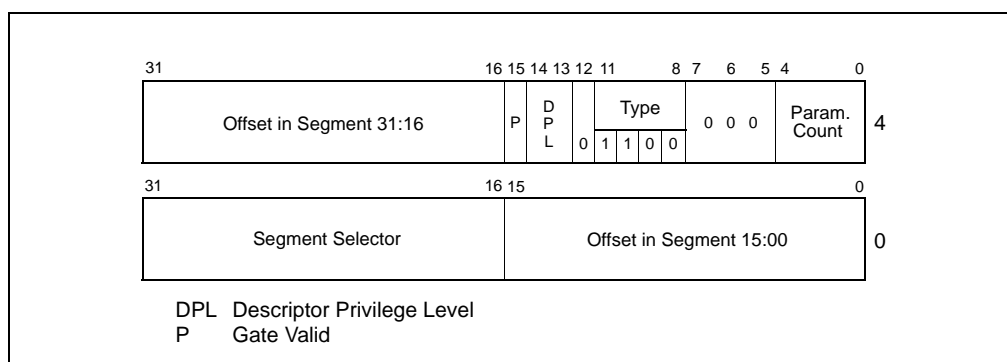 31 16 15 14 13 12 11 8 7 6 5 4 0
Offset in Segment 31:16 P DPL 0 Type 1 1 0 0 0 0 0 Param. Count 4
31 16 15 0
Segment Selector Offset in Segment 15:00 0
DPL Descriptor Privilege Level
P Gate Valid